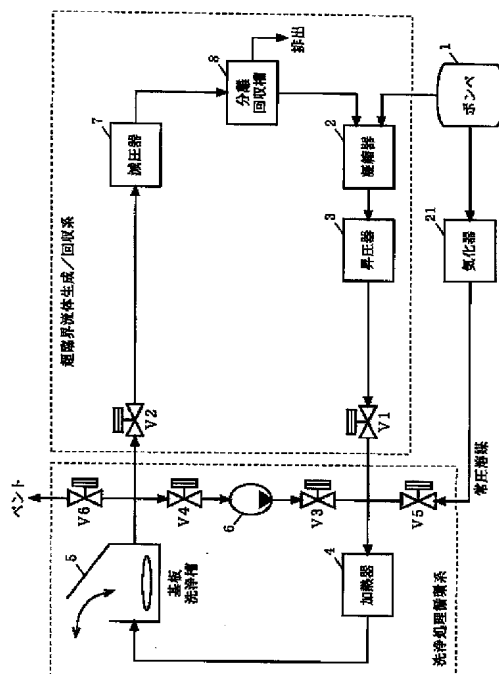 超臨界流体生成／回収系
8
分離
回収槽
排出
7
減圧器
2
凝縮器
1
ボンベ
3
昇圧器
21
気化器
V2
V1
常圧溶媒
ベント
V6
V4
6
V3
V5
5
基板
洗浄槽
4
加熱器
洗浄処理循環系